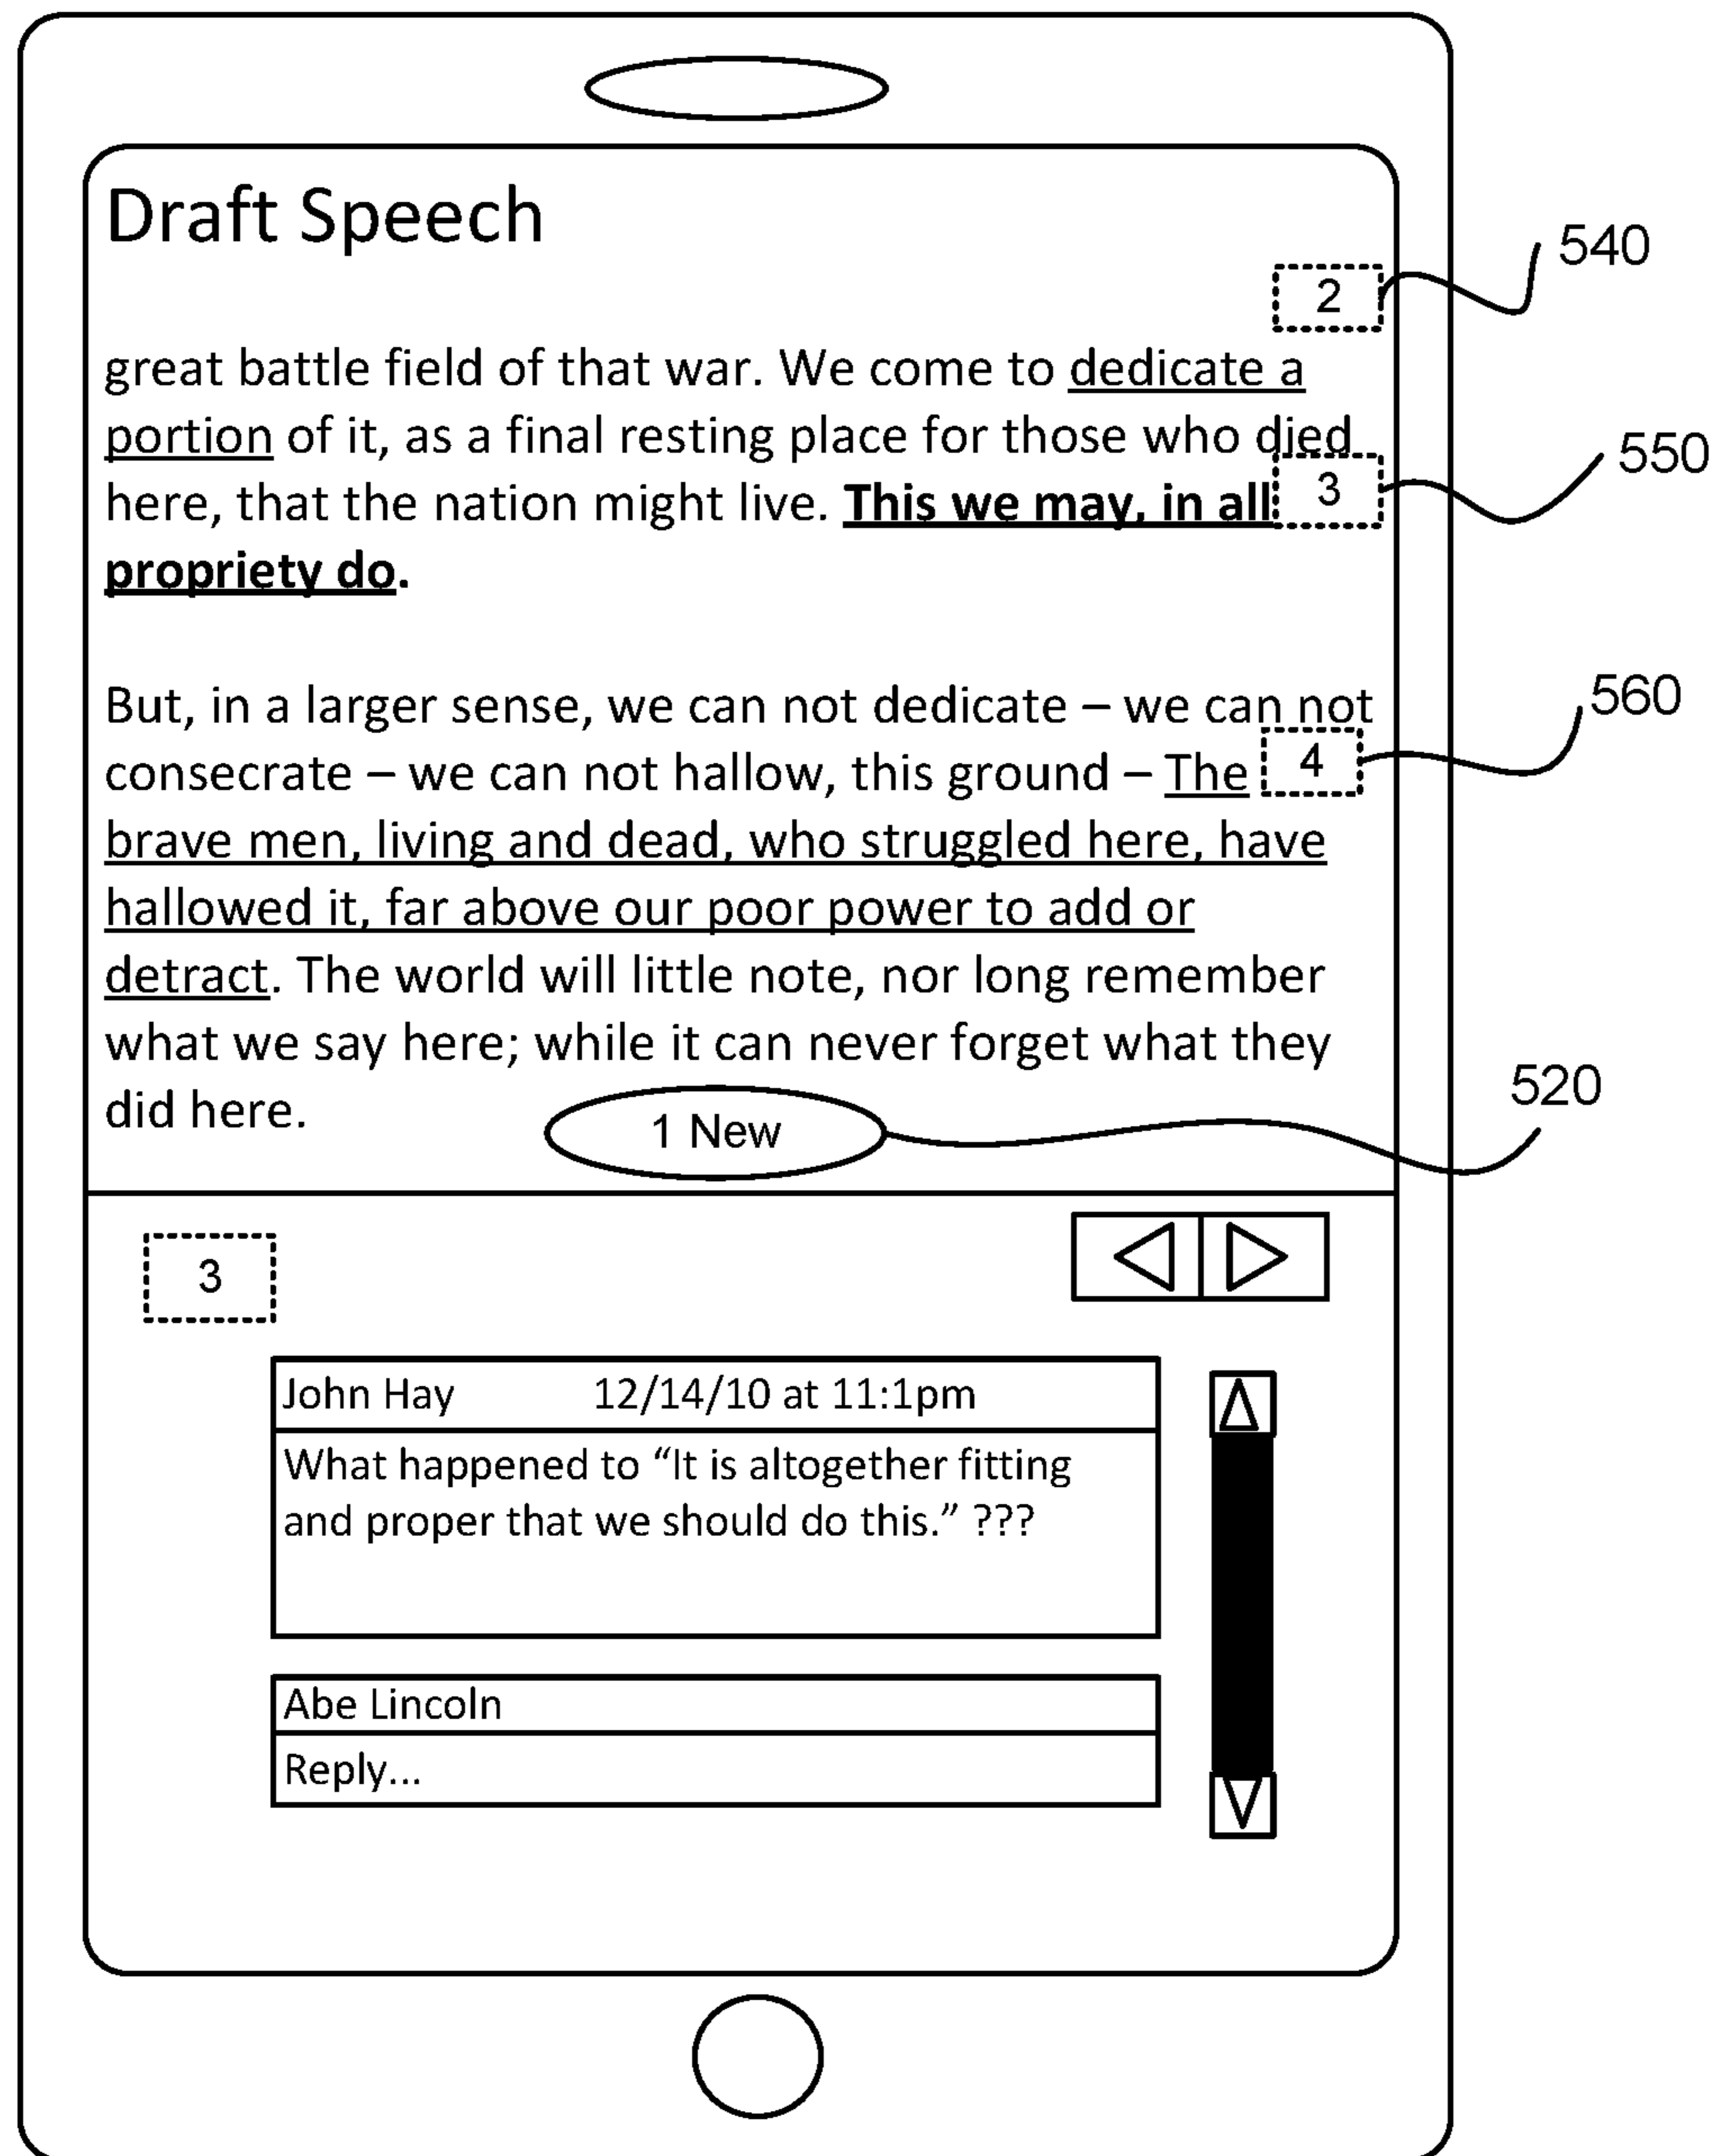 Draft Speech
540
2
great battle field of that war. We come to dedicate a
portion of it, as a final resting place for those who died
550
here, that the nation might live. This we may, in all
3
propriety do.
But, in a larger sense, we can not dedicate – we can not
560
consecrate – we can not hallow, this ground – The
4
brave men, living and dead, who struggled here, have
hallowed it, far above our poor power to add or
detract. The world will little note, nor long remember
what we say here; while it can never forget what they
did here.
1 New
520
3
John Hay 12/14/10 at 11:1pm
What happened to “It is altogether fitting
and proper that we should do this.” ???
Abe Lincoln
Reply...